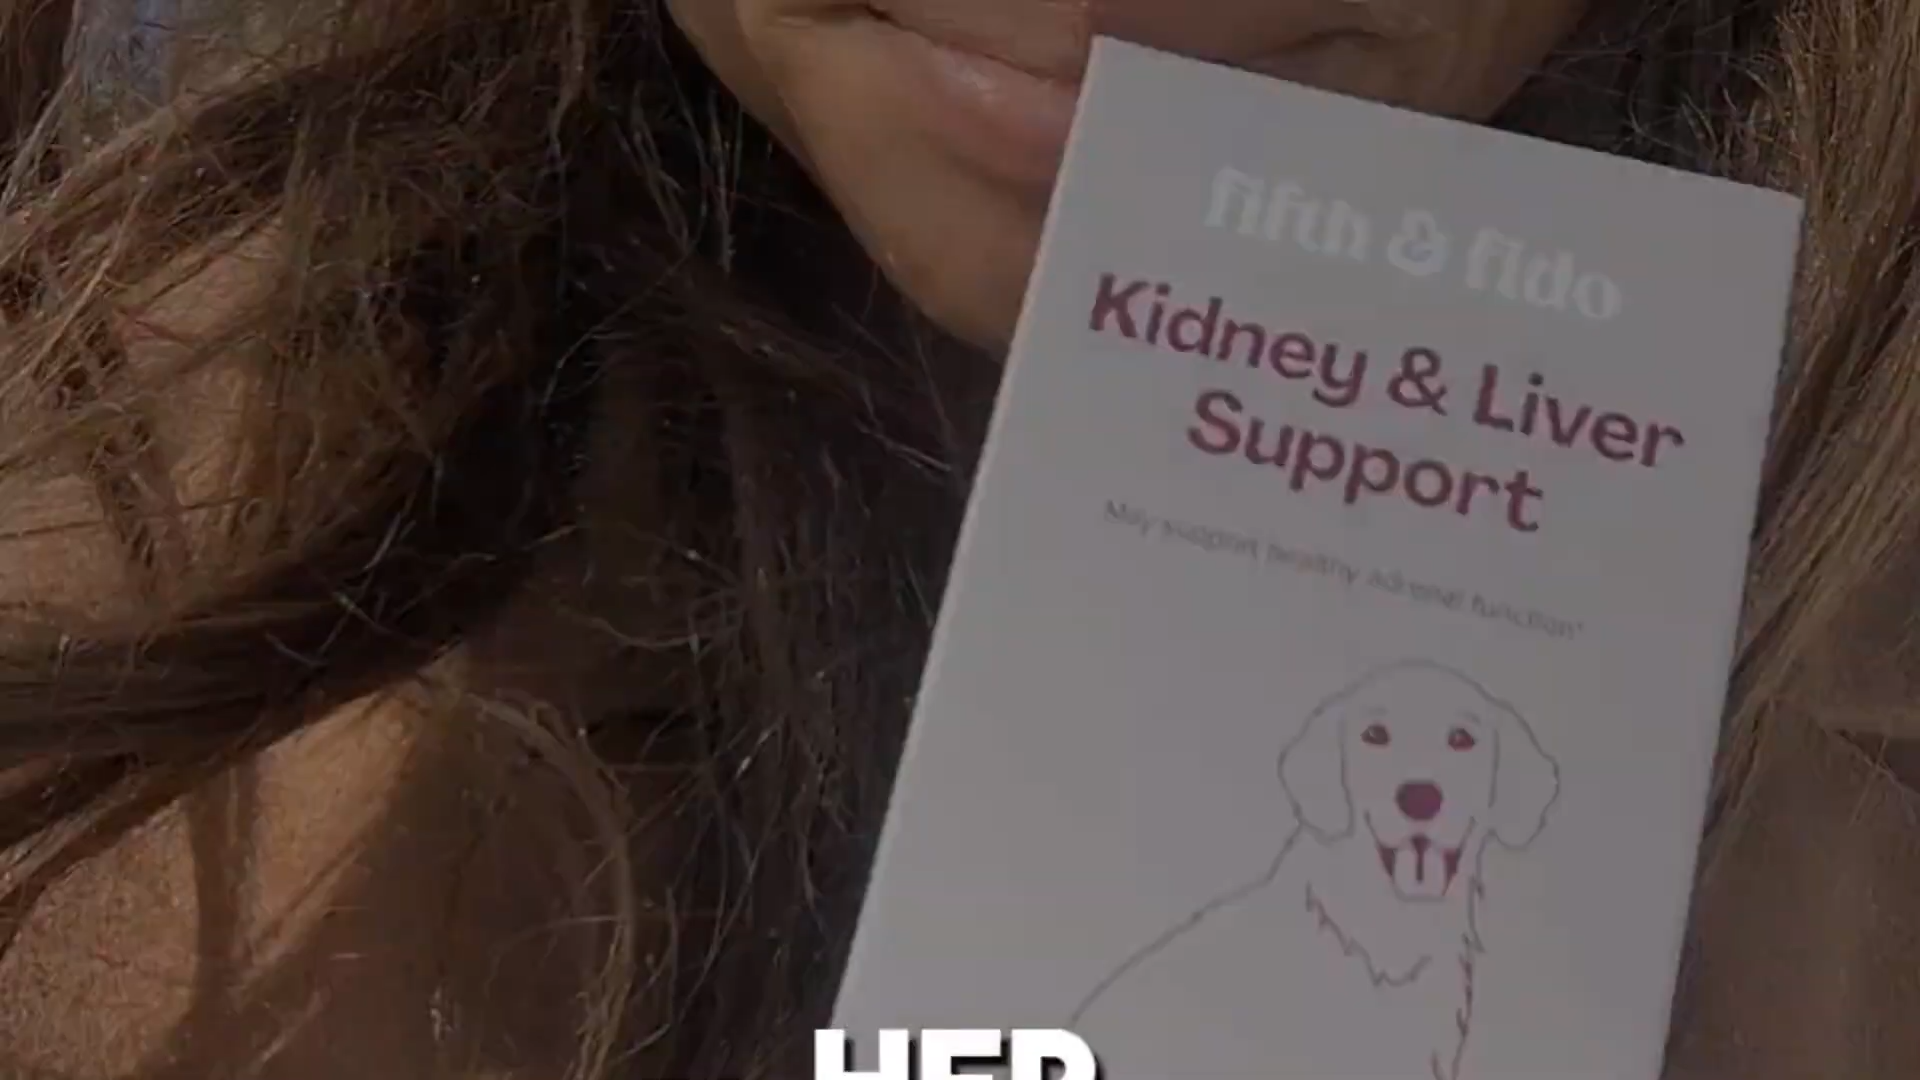 fifth & fido
Kidney & Liver
Support
May support healthy adrenal function*
HER